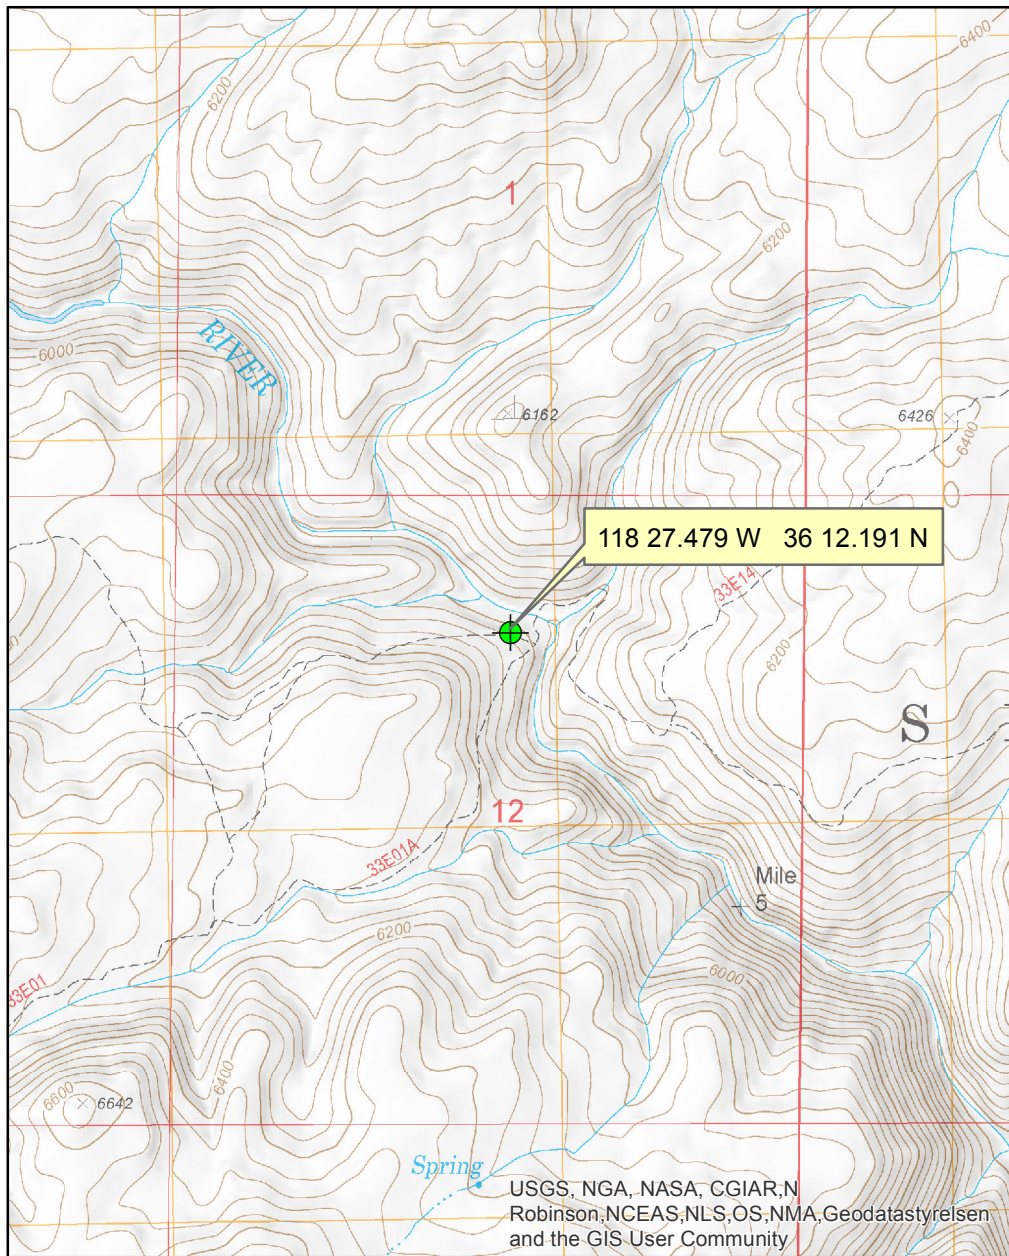 6400
6200
1
6200
RIVER
6000
6162
6426
6400
118 27.479 W   36 12.191 N
33E14
6200
S
12
33E01A
Mile
5
6200
6000
33E01
6400
6600
6642
Spring
USGS, NGA, NASA, CGIAR,N
Robinson,NCEAS,NLS,OS,NMA,Geodatastyrelsen
and the GIS User Community